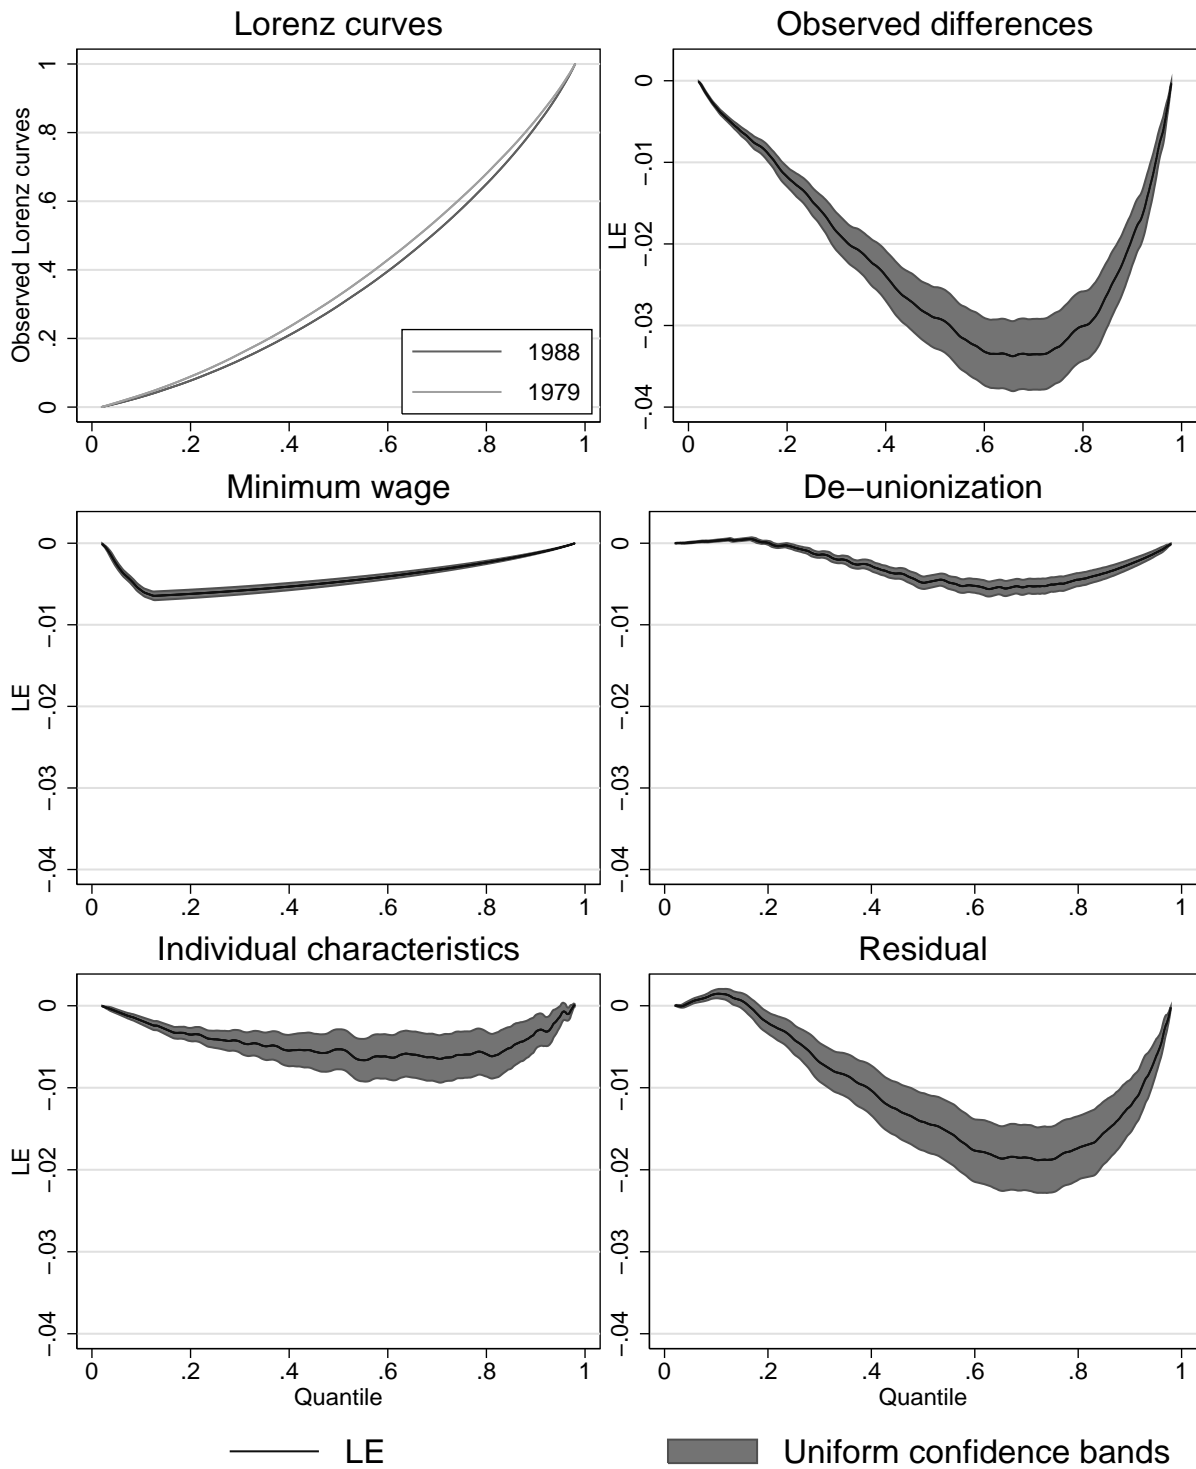 Lorenz curves
Observed Lorenz curves
1
.8
.6
.4
.2
0
1988
1979
0 .2 .4 .6 .8 1
Observed differences
LE
0
−.01
−.02
−.03
−.04
0 .2 .4 .6 .8 1
Minimum wage
LE
0
−.01
−.02
−.03
−.04
0 .2 .4 .6 .8 1
De−unionization
0
−.01
−.02
−.03
−.04
0 .2 .4 .6 .8 1
Individual characteristics
LE
0
−.01
−.02
−.03
−.04
0 .2 .4 .6 .8 1
Quantile
Residual
0
−.01
−.02
−.03
−.04
0 .2 .4 .6 .8 1
Quantile
LE
Uniform confidence bands